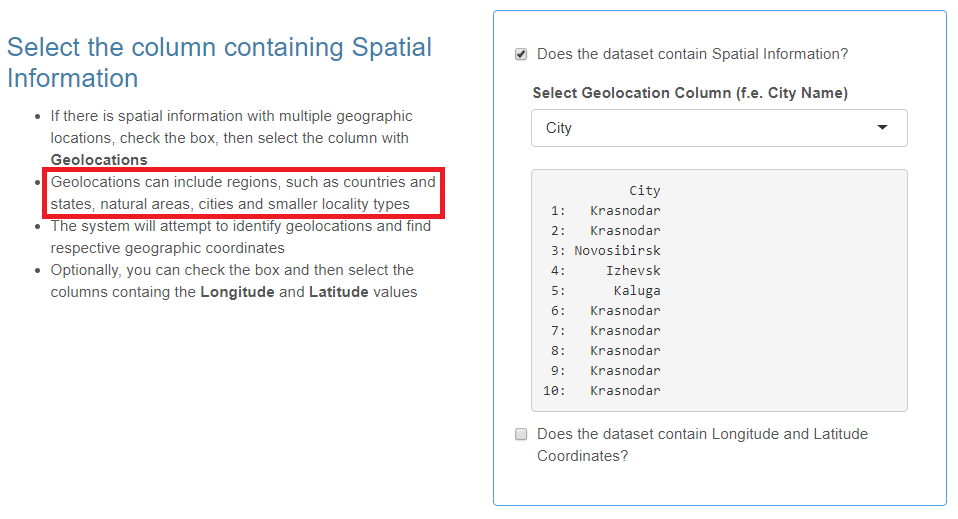 Select the column containing Spatial
Information
If there is spatial information with multiple geographic
locations, check the box, then select the column with
Geolocations
Geolocations can include regions, such as countries and
states, natural areas, cities and smaller locality types
The system will attempt to identify geolocations and find
respective geographic coordinates
Optionally, you can check the box and then select the
columns containg the Longitude and Latitude values
Does the dataset contain Spatial Information?
Select Geolocation Column (f.e. City Name)
City
City
1: Krasnodar
2: Krasnodar
3: Novosibirsk
4: Izhevsk
5: Kaluga
6: Krasnodar
7: Krasnodar
8: Krasnodar
9: Krasnodar
10: Krasnodar
Does the dataset contain Longitude and Latitude
Coordinates?